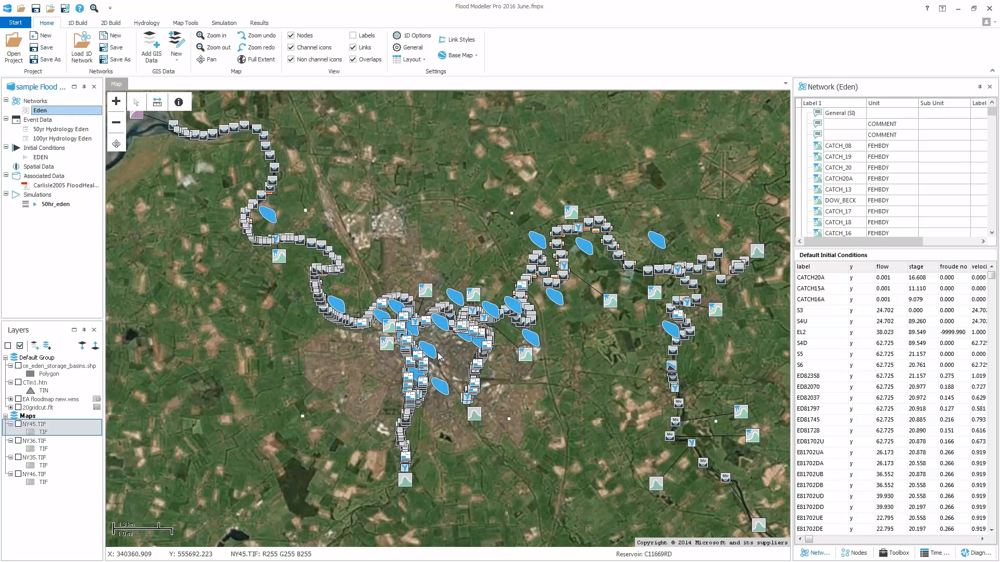 Flood Modeller Pro 2016 June.fmpx
Start Home 1D Build 2D Build Hydrology Map Tools Simulation Results
Open Project
New
Save
Save As
Project
Load 1D Network
New
Save
Save As
Networks
Add GIS Data
New
GIS Data
Zoom in
Zoom out
Pan
Zoom undo
Zoom redo
Full Extent
Map
Nodes
Channel icons
Non channel icons
Labels
Links
Overlaps
View
1D Options
General
Layout
Link Styles
Base Map
Settings
sample Flood ...
Networks
Eden
Event Data
50yr Hydrology Eden
100yr Hydrology Eden
Initial Conditions
EDEN
Spatial Data
Associated Data
Carlisle2005 FloodHeal...
Simulations
50hr_eden
Layers
Default Group
ce_eden_storage_basins.shp
Polygon
CTin1.htn
TIN
EA floodmap new.wms
20gridcut.flt
Maps
NY45.TIF
TIF
NY36.TIF
TIF
NY35.TIF
TIF
NY46.TIF
TIF
Map
1.3 km
1.0 mi
Copyright © 2014 Microsoft and its suppliers
X: 340360.909 Y: 555692.223 NY45.TIF: R255 G255 B255 Reservoir: C11669RD
Network (Eden)
Label 1 Unit Sub Unit Label
General (SI)
COMMENT
COMMENT
CATCH_08 FEHBDY
CATCH_19 FEHBDY
CATCH_20 FEHBDY
CATCH20A FEHBDY
CATCH_13 FEHBDY
DOW_BECK FEHBDY
CATCH_17 FEHBDY
CATCH_18 FEHBDY
CATCH_16 FEHBDY
Default Initial Conditions
label y flow stage froude no veloci
CATCH20A y 0.001 16.608 0.000 0.000
CATCH15A y 0.001 11.110 0.000 0.000
CATCH16A y 0.001 9.079 0.000 0.000
S3 y 24.702 0.000 0.000 24.70
S4U y 24.702 89.260 0.000 24.70
EL2 y 38.023 89.549 -9999.990 1.000
S4D y 62.725 89.549 0.000 62.72
S5 y 62.725 21.157 0.000 0.000
S6 y 62.725 20.761 0.000 62.72
ED82358 y 62.725 21.157 0.275 1.019
ED82070 y 62.725 20.977 0.188 0.727
ED82037 y 62.725 20.972 0.145 0.629
ED81797 y 62.725 20.918 0.127 0.581
ED81745 y 62.725 20.885 0.216 0.793
ED81728 y 62.725 20.890 0.151 0.616
ED81702U y 62.725 20.878 0.166 0.673
E81702UA y 26.173 20.878 0.266 0.919
E81702DA y 26.173 20.558 0.266 0.919
E81702UB y 36.552 20.878 0.266 0.919
E81702DB y 36.552 20.558 0.266 0.919
E81702UD y 39.930 20.558 0.266 0.919
E81702DD y 39.930 20.197 0.266 0.919
E81702UE y 22.795 20.558 0.266 0.919
E81702DE y 22.795 20.197 0.266 0.919
Netw... Nodes Toolbox Time ... Diagn...